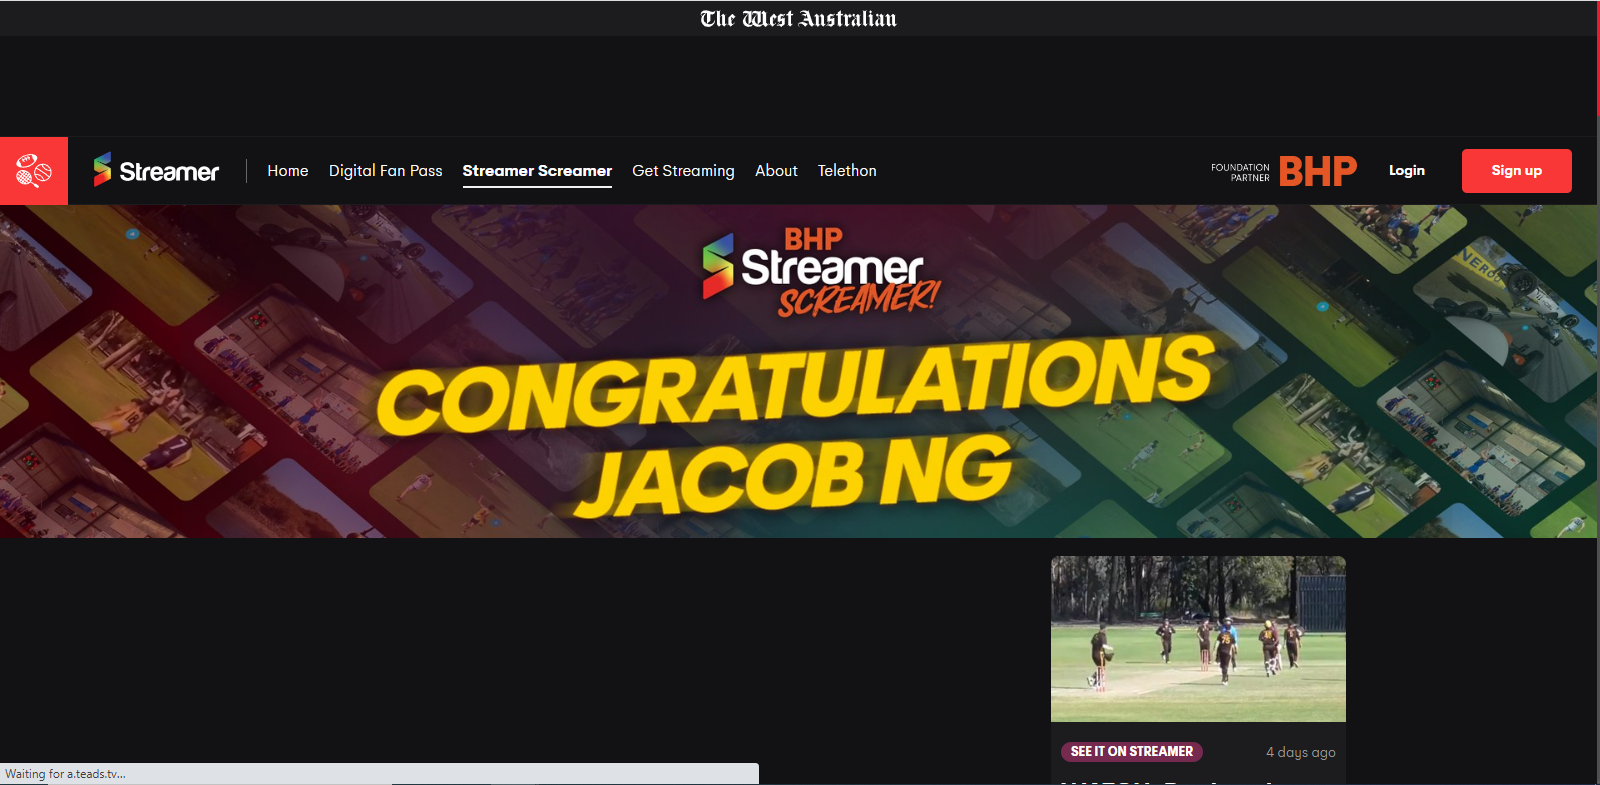 The West Australian
Streamer
Home
Digital Fan Pass
Streamer Screamer
Get Streaming
About
Telethon
FOUNDATION
PARTNER
BHP
Login
Sign up
BHP
Streamer
SCREAMER!
CONGRATULATIONS
JACOB NG
SEE IT ON STREAMER
4 days ago
Waiting for a.teads.tv...